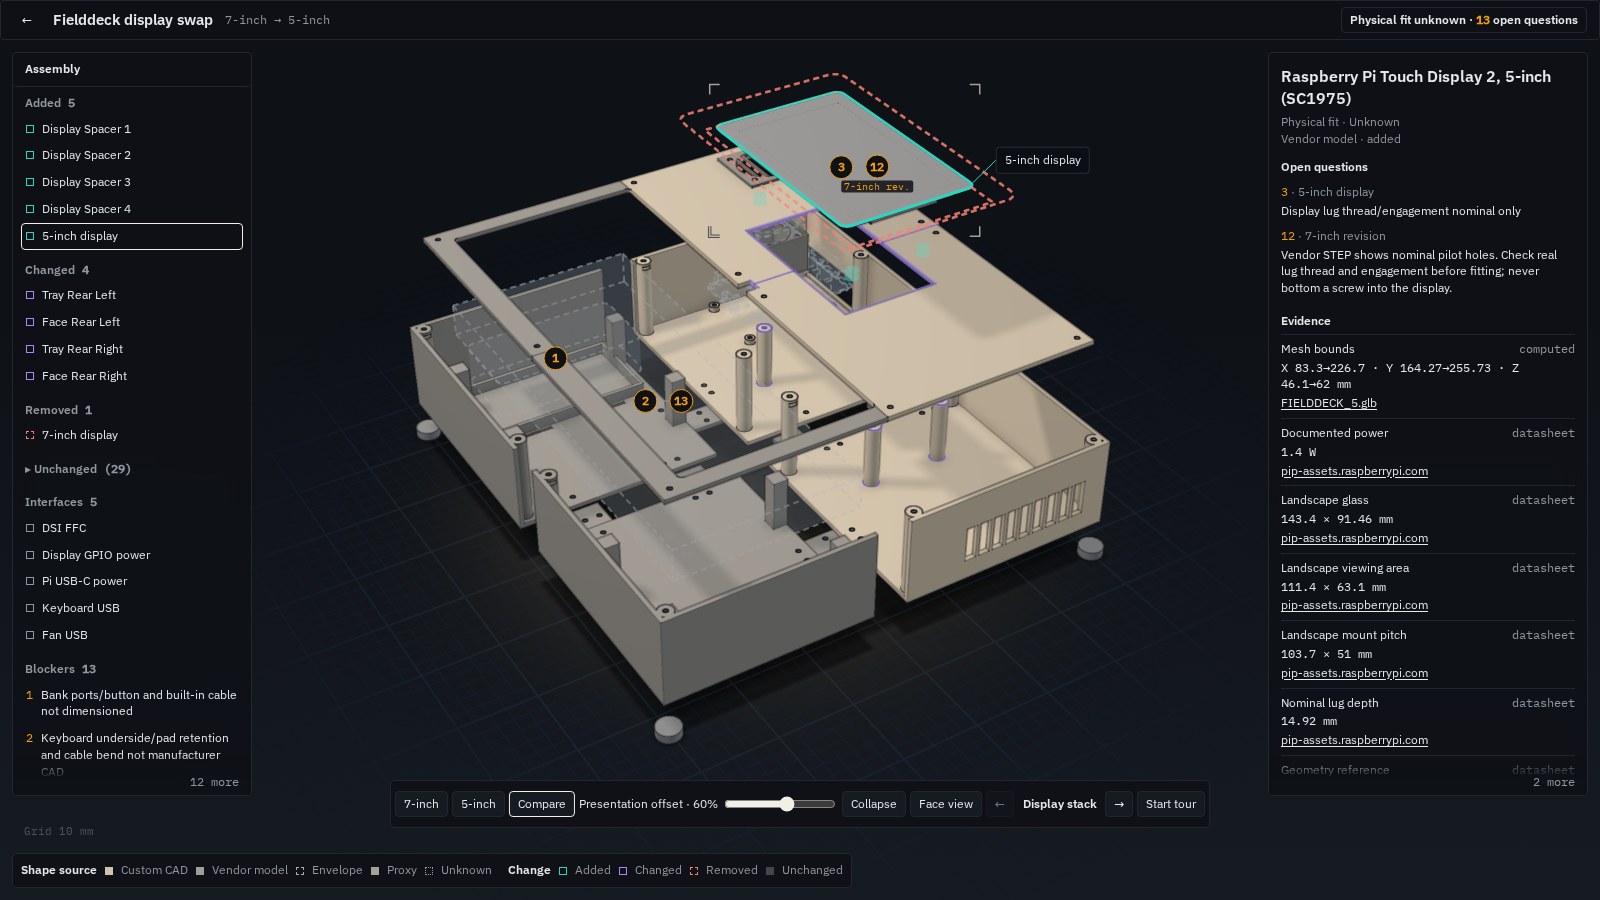 ← Fielddeck display swap 7-inch → 5-inch
Physical fit unknown · 13 open questions
Assembly
Added 5
Display Spacer 1
Display Spacer 2
Display Spacer 3
Display Spacer 4
5-inch display
Changed 4
Tray Rear Left
Face Rear Left
Tray Rear Right
Face Rear Right
Removed 1
7-inch display
▸ Unchanged (29)
Interfaces 5
DSI FFC
Display GPIO power
Pi USB-C power
Keyboard USB
Fan USB
Blockers 13
1 Bank ports/button and built-in cable
not dimensioned
2 Keyboard underside/pad retention
and cable bend not manufacturer
CAD
12 more
Grid 10 mm
3 12
7-inch rev.
5-inch display
1
2 13
Raspberry Pi Touch Display 2, 5-inch
(SC1975)
Physical fit · Unknown
Vendor model · added
Open questions
3 · 5-inch display
Display lug thread/engagement nominal only
12 · 7-inch revision
Vendor STEP shows nominal pilot holes. Check real
lug thread and engagement before fitting; never
bottom a screw into the display.
Evidence
Mesh bounds computed
X 83.3→226.7 · Y 164.27→255.73 · Z
46.1→62 mm
FIELDDECK_5.glb
Documented power datasheet
1.4 W
pip-assets.raspberrypi.com
Landscape glass datasheet
143.4 × 91.46 mm
pip-assets.raspberrypi.com
Landscape viewing area datasheet
111.4 × 63.1 mm
pip-assets.raspberrypi.com
Landscape mount pitch datasheet
103.7 × 51 mm
pip-assets.raspberrypi.com
Nominal lug depth datasheet
14.92 mm
pip-assets.raspberrypi.com
Geometry reference datasheet
2 more
7-inch 5-inch Compare Presentation offset · 60% Collapse Face view ← Display stack → Start tour
Shape source Custom CAD Vendor model Envelope Proxy Unknown Change Added Changed Removed Unchanged